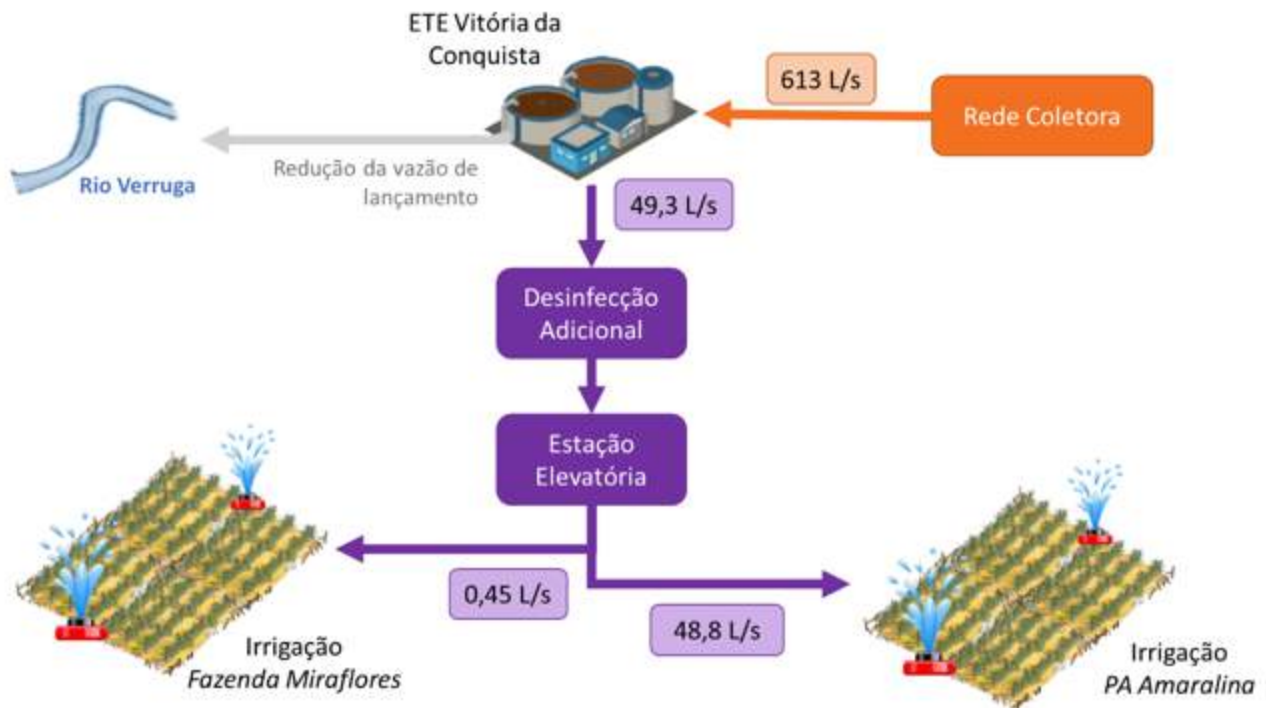 ETE Vitória da
Conquista
613 L/s
Rede Coletora
Rio Verruga
Redução da vazão de
lançamento
49,3 L/s
Desinfecção
Adicional
Estação
Elevatória
0,45 L/s
48,8 L/s
Irrigação
Fazenda Miraflores
Irrigação
PA Amaralina